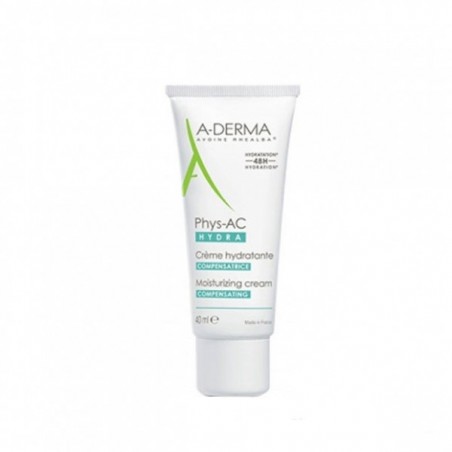 A-DERMA
AVOINE RHEALBA®
HYDRATATION*
48H
HYDRATION*
Phys-AC
HYDRA
Crème hydratante
COMPENSATRICE
Moisturizing cream
COMPENSATING
40 ml ℮
Made in France